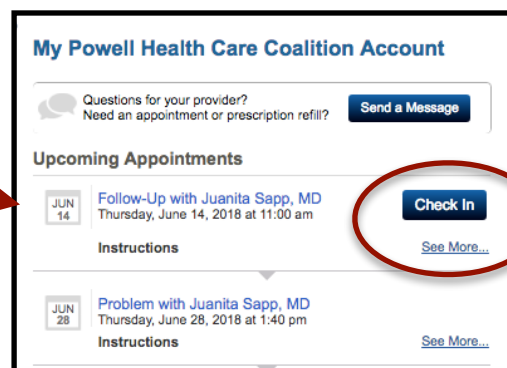 My Powell Health Care Coalition Account
Questions for your provider?
Need an appointment or prescription refill?
Send a Message
Upcoming Appointments
JUN
14
Follow-Up with Juanita Sapp, MD
Thursday, June 14, 2018 at 11:00 am
Check In
Instructions
See More...
JUN
28
Problem with Juanita Sapp, MD
Thursday, June 28, 2018 at 1:40 pm
Instructions
See More...